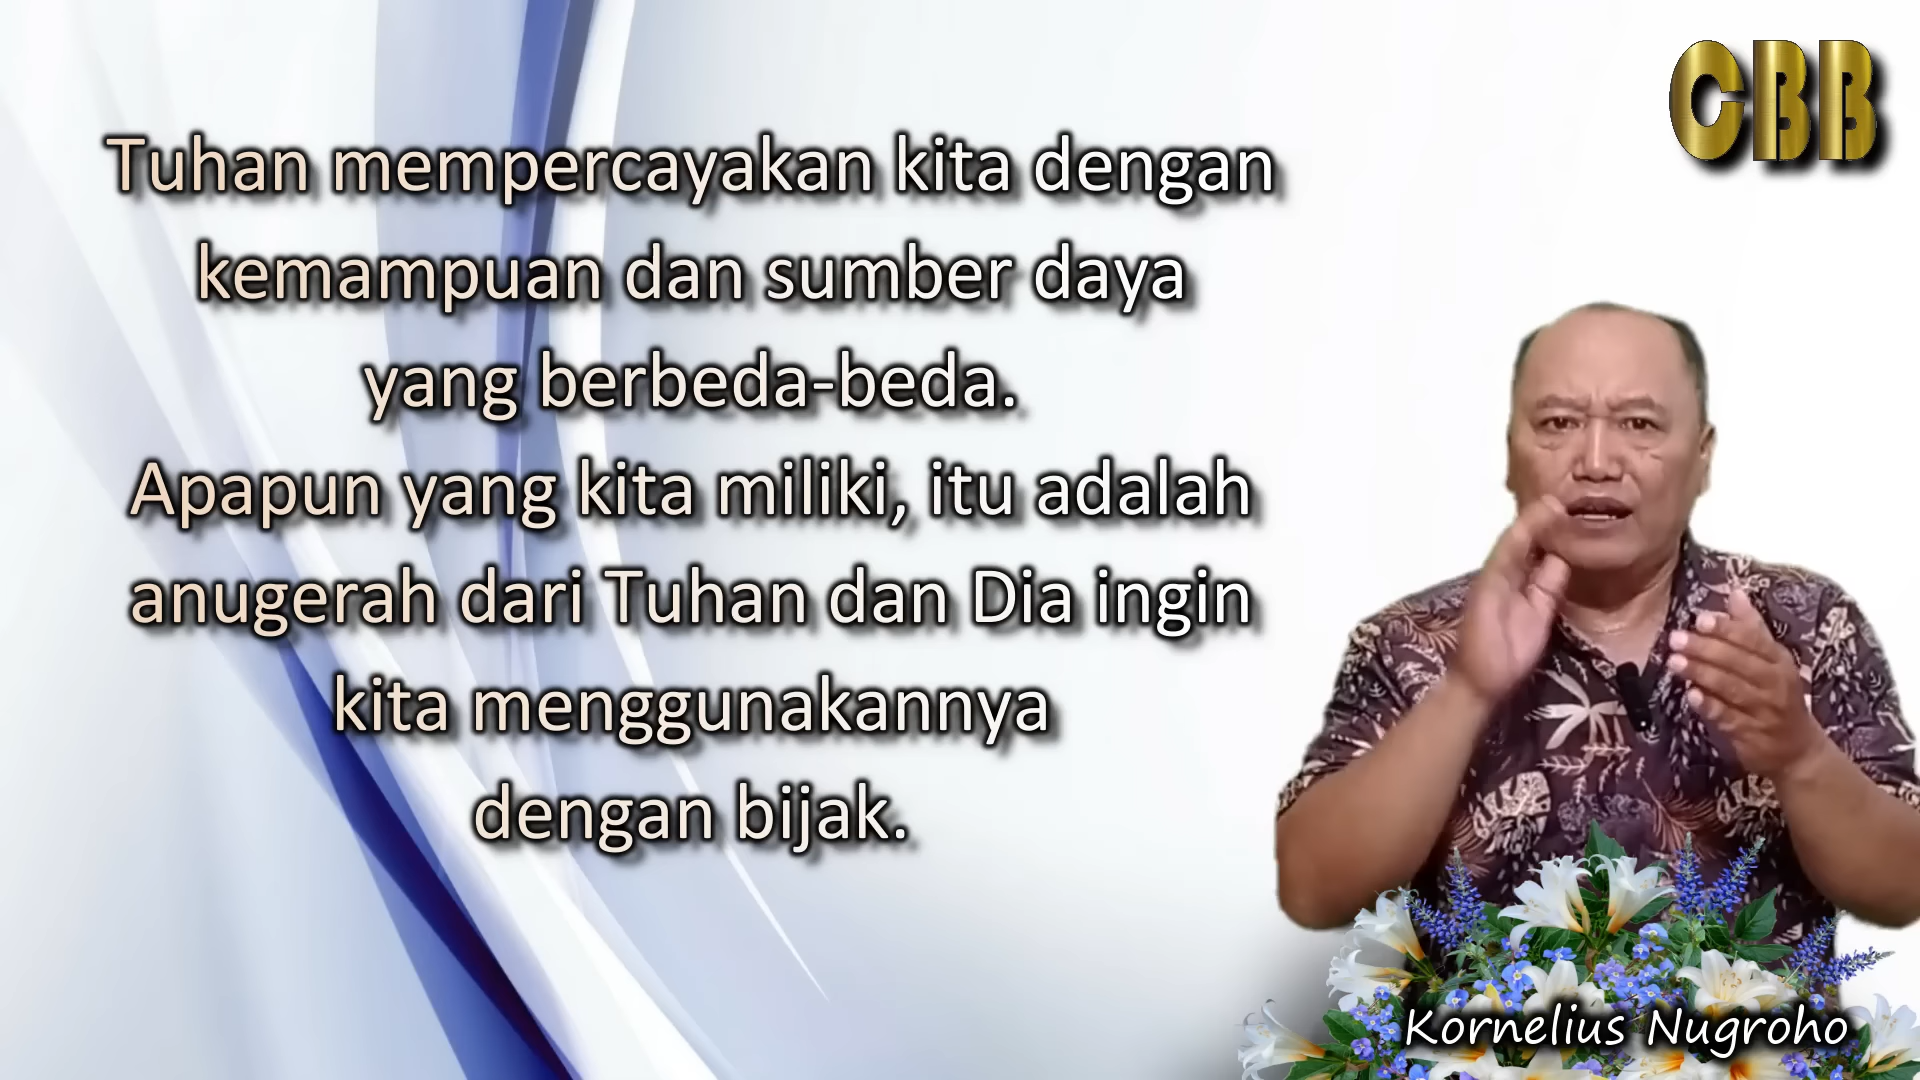 CBB
Tuhan mempercayakan kita dengan
kemampuan dan sumber daya
yang berbeda-beda.
Apapun yang kita miliki, itu adalah
anugerah dari Tuhan dan Dia ingin
kita menggunakannya
dengan bijak.
Kornelius Nugroho